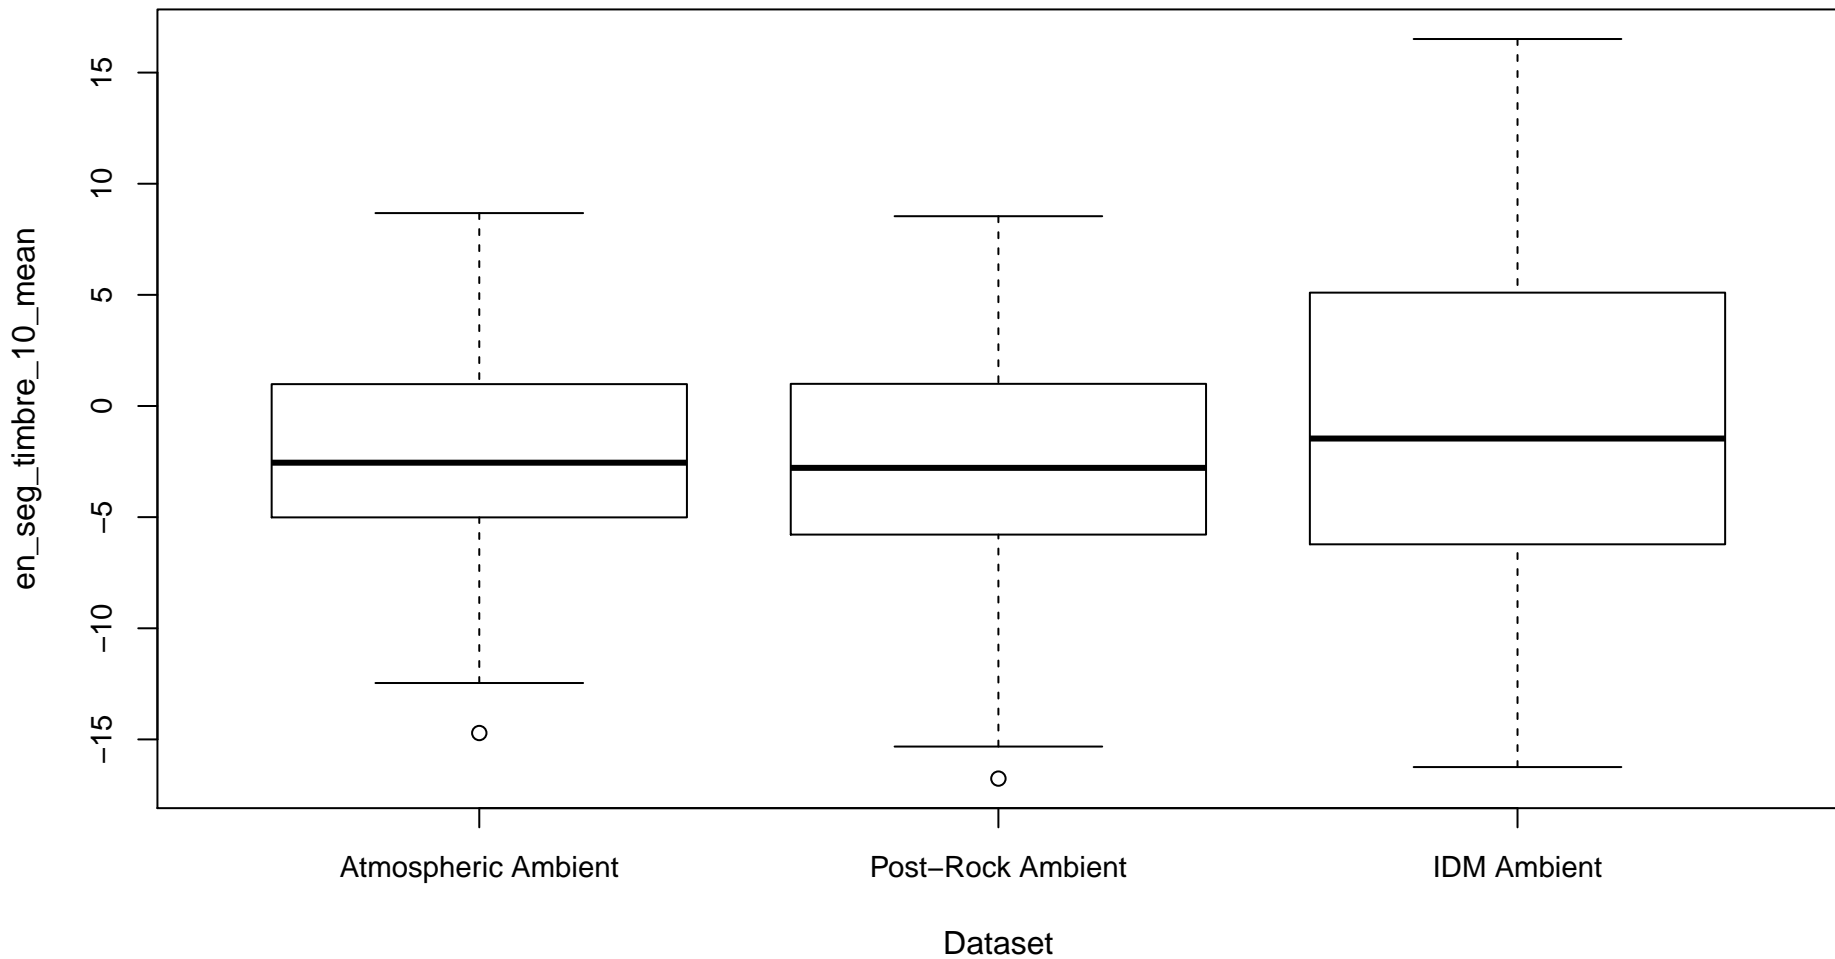 en_seg_timbre_10_mean
15
10
5
0
−5
−10
−15
Atmospheric Ambient
Post−Rock Ambient
IDM Ambient
Dataset